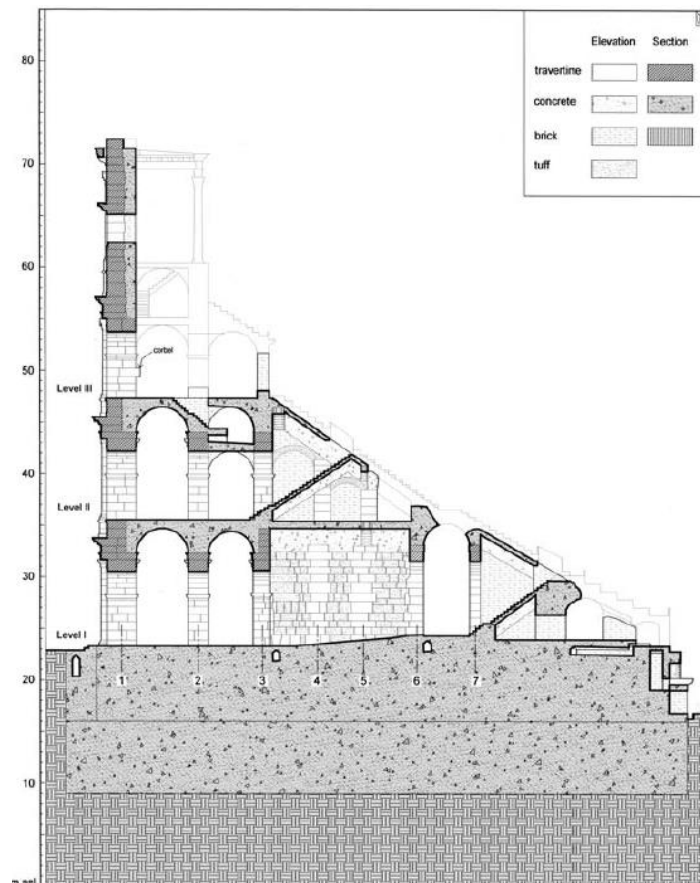 80
Elevation Section
travertine
concrete
brick
tuff
70
60
corbel
50
Level III
40
Level II
30
Level I
20
1 2 3 4 5 6 7
10